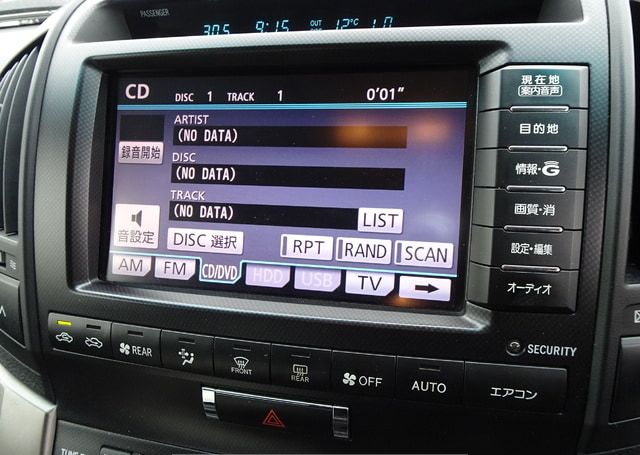 PASSENGER
30.5 9:15 OUT 12°C 1.0
CD DISC 1 TRACK 1 0'01"
ARTIST
(NO DATA)
録音開始
DISC
(NO DATA)
TRACK
(NO DATA)
LIST
音設定
DISC 選択
RPT RAND SCAN
AM FM CD/DVD HDD USB TV
現在地
(案内音声)
目的地
情報・G
画質・消
設定・編集
オーディオ
SECURITY
REAR
FRONT
REAR
OFF
AUTO
エアコン